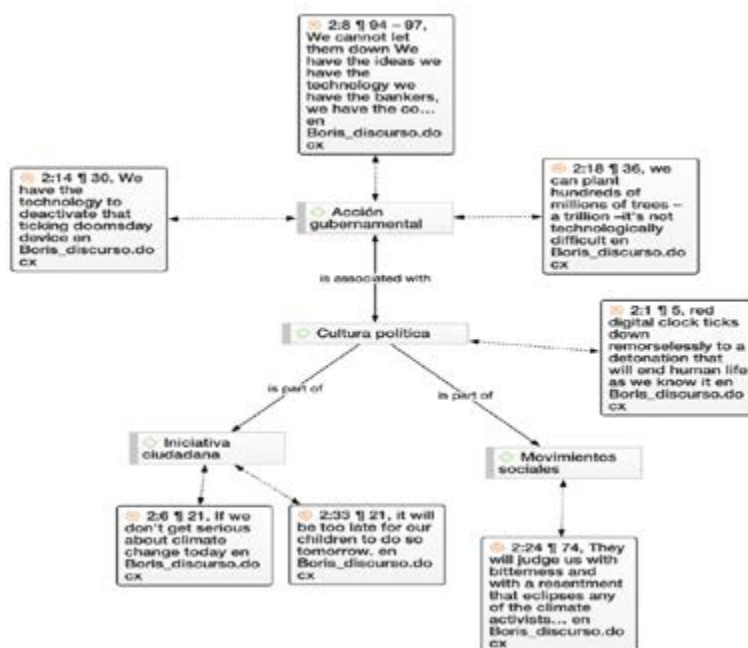 2:8 ¶ 94 – 97,
We cannot let
them down We
have the ideas we
have the
technology we
have the bankers,
we have the co...
en
Boris_discurso.do
cx
2:14 ¶ 30, We
have the
technology to
deactivate that
ticking doomsday
device en
Boris_discurso.do
cx
2:18 ¶ 36, we
can plant
hundreds of
millions of trees –
a trillion –it's not
technologically
difficult en
Boris_discurso.do
cx
Acción
gubernamental
is associated with
Cultura política
2:1 ¶ 5, red
digital clock ticks
down
remorselessly to a
detonation that
will end human life
as we know it en
Boris_discurso.do
cx
is part of
is part of
Iniciativa
ciudadana
Movimientos
sociales
2:6 ¶ 21, If we
don't get serious
about climate
change today en
Boris_discurso.do
cx
2:33 ¶ 21, it will
be too late for our
children to do so
tomorrow. en
Boris_discurso.do
cx
2:24 ¶ 74, They
will judge us with
bitterness and
with a resentment
that eclipses any
of the climate
activists... en
Boris_discurso.do
cx